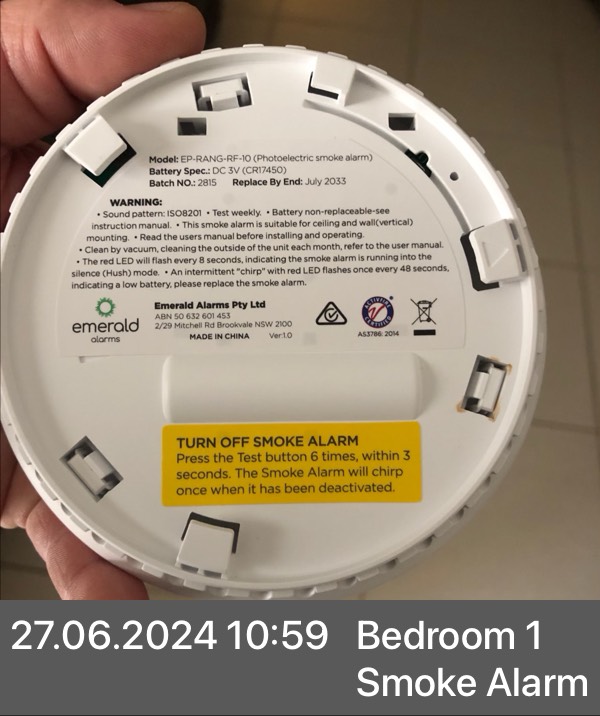 Model: EP-RANG-RF-10 (Photoelectric smoke alarm)
Battery Spec.: DC 3V (CR17450)
Batch NO.: 2815 Replace By End: July 2033
WARNING:
• Sound pattern: ISO8201 • Test weekly. • Battery non-replaceable-see
instruction manual. • This smoke alarm is suitable for ceiling and wall(vertical)
mounting. • Read the users manual before installing and operating.
• Clean by vacuum, cleaning the outside of the unit each month, refer to the user manual.
• The red LED will flash every 8 seconds, indicating the smoke alarm is running into the
silence (Hush) mode. • An intermittent "chirp" with red LED flashes once every 48 seconds,
indicating a low battery, please replace the smoke alarm.
emerald
alarms
Emerald Alarms Pty Ltd
ABN 50 632 601 453
2/29 Mitchell Rd Brookvale NSW 2100
MADE IN CHINA Ver:1.0
ACTIVFIRE
CERTIFIED
AS3786: 2014
TURN OFF SMOKE ALARM
Press the Test button 6 times, within 3
seconds. The Smoke Alarm will chirp
once when it has been deactivated.
27.06.2024 10:59 Bedroom 1
Smoke Alarm